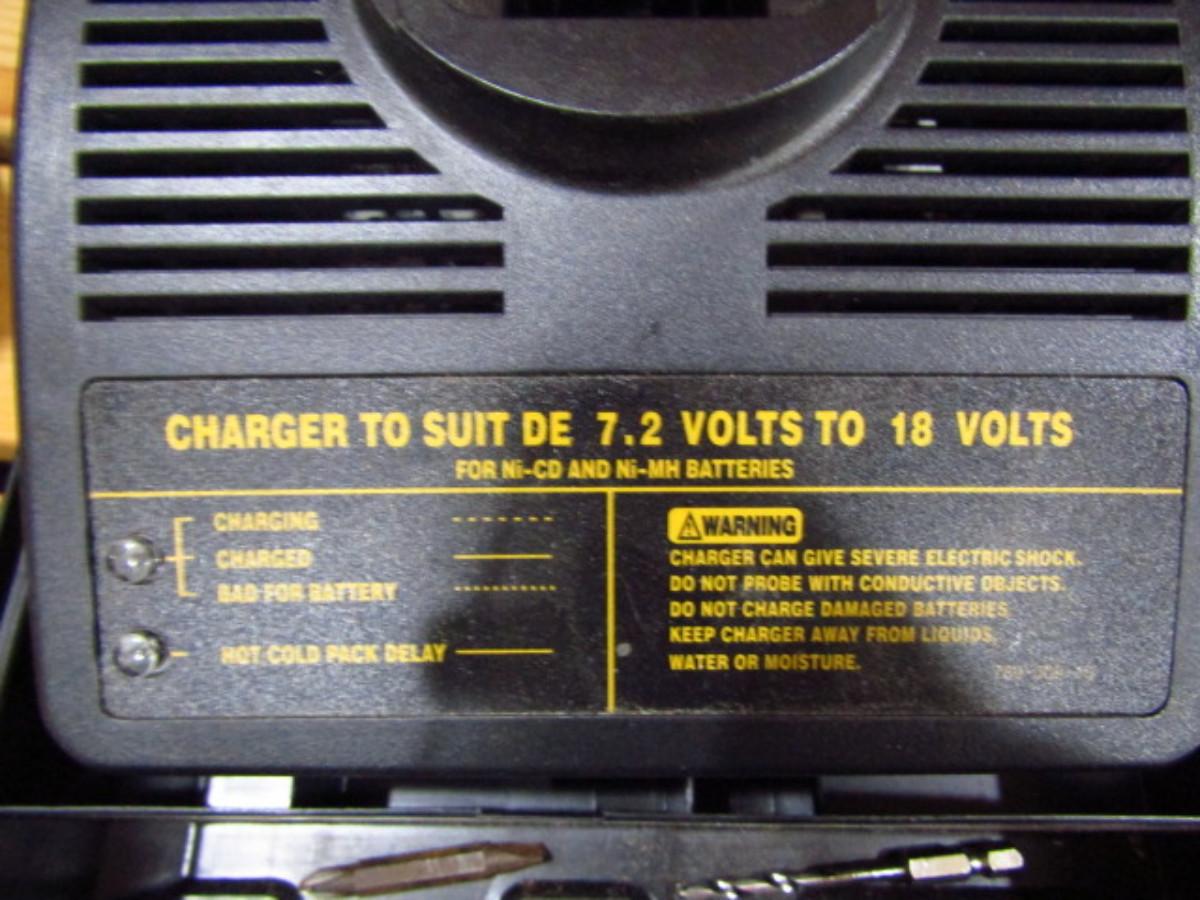 CHARGER TO SUIT DE 7.2 VOLTS TO 18 VOLTS
FOR Ni-CD AND Ni-MH BATTERIES
CHARGING
CHARGED
BAD FOR BATTERY
HOT COLD PACK DELAY
WARNING
CHARGER CAN GIVE SEVERE ELECTRIC SHOCK.
DO NOT PROBE WITH CONDUCTIVE OBJECTS.
DO NOT CHARGE DAMAGED BATTERIES
KEEP CHARGER AWAY FROM LIQUIDS,
WATER OR MOISTURE.